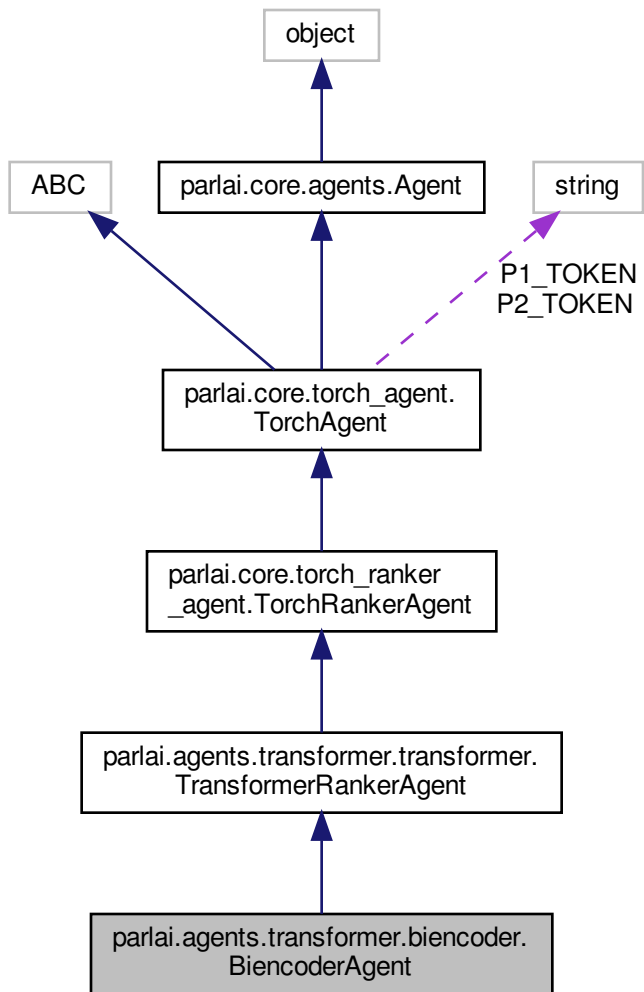 object
ABC
parlai.core.agents.Agent
string
P1_TOKEN
P2_TOKEN
parlai.core.torch_agent.
TorchAgent
parlai.core.torch_ranker
_agent.TorchRankerAgent
parlai.agents.transformer.transformer.
TransformerRankerAgent
parlai.agents.transformer.biencoder.
BiencoderAgent